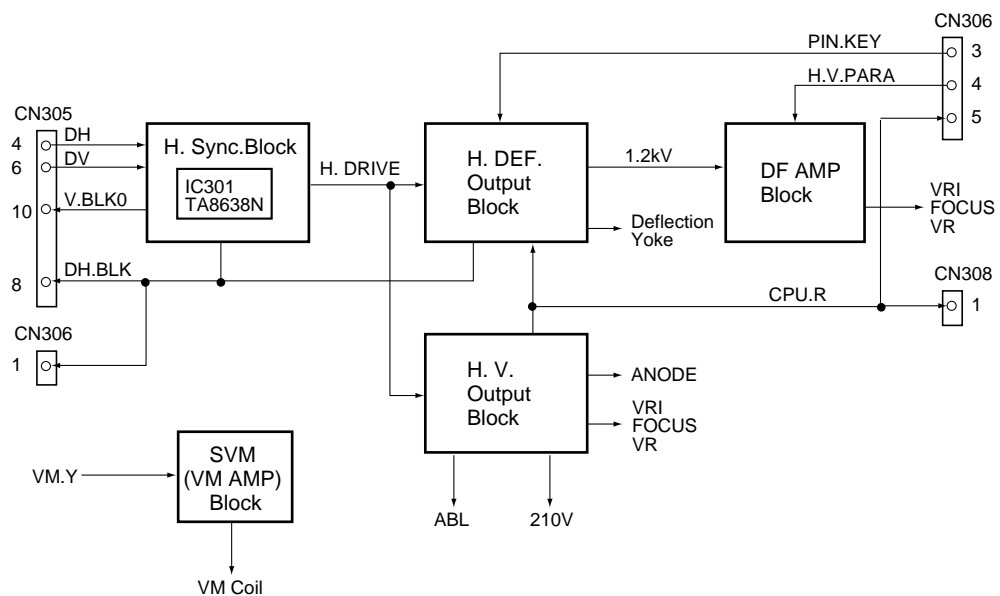 CN306
PIN.KEY
3
H.V.PARA
4
5
CN305
4
DH
6
DV
10
V.BLK0
8
DH.BLK
H. Sync.Block
IC301
TA8638N
H. DRIVE
H. DEF.
Output
Block
1.2kV
Deflection
Yoke
DF AMP
Block
VRI
FOCUS
VR
CN308
1
CPU.R
CN306
1
H. V.
Output
Block
ANODE
VRI
FOCUS
VR
ABL
210V
VM.Y
SVM
(VM AMP)
Block
VM Coil